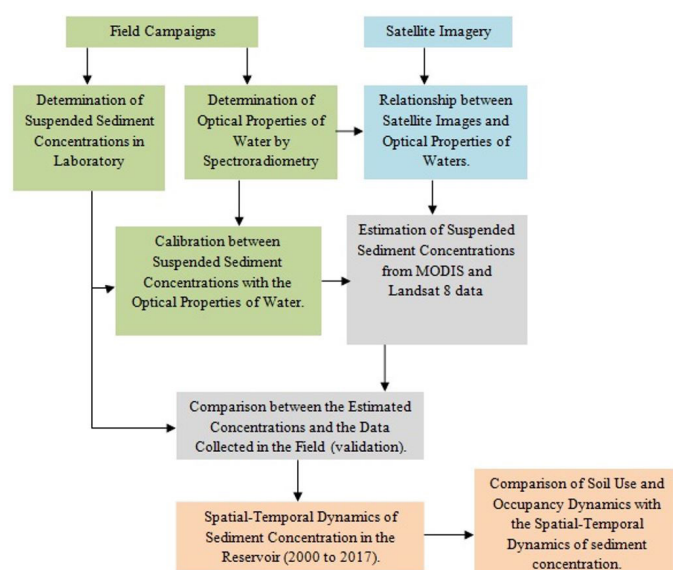 Field Campaigns
Satellite Imagery
Determination of
Suspended Sediment
Concentrations in
Laboratory
Determination of
Optical Properties of
Water by
Spectroradiometry
Relationship between
Satellite Images and
Optical Properties of
Waters.
Calibration between
Suspended Sediment
Concentrations with the
Optical Properties of Water.
Estimation of Suspended
Sediment Concentrations
from MODIS and
Landsat 8 data
Comparison between the Estimated
Concentrations and the Data
Collected in the Field (validation).
Spatial-Temporal Dynamics of
Sediment Concentration in the
Reservoir (2000 to 2017).
Comparison of Soil Use and
Occupancy Dynamics with
the Spatial-Temporal
Dynamics of sediment
concentration.